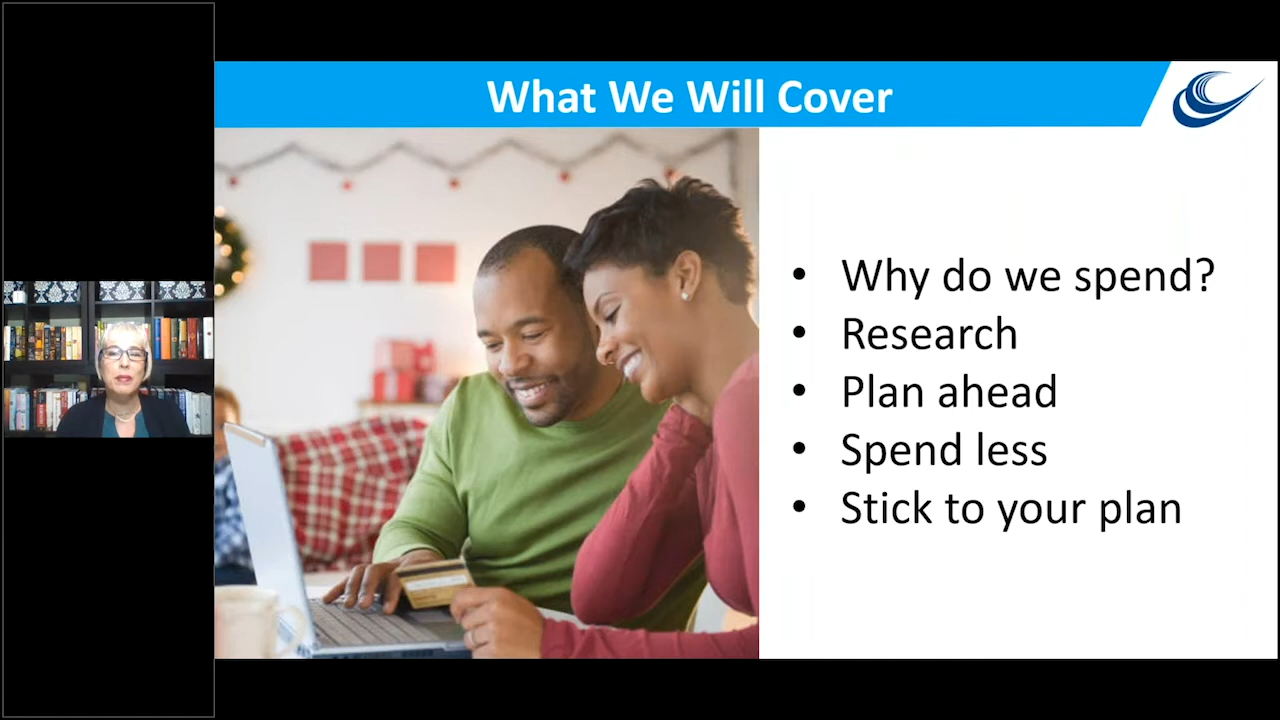 What We Will Cover
• Why do we spend?
• Research
• Plan ahead
• Spend less
• Stick to your plan